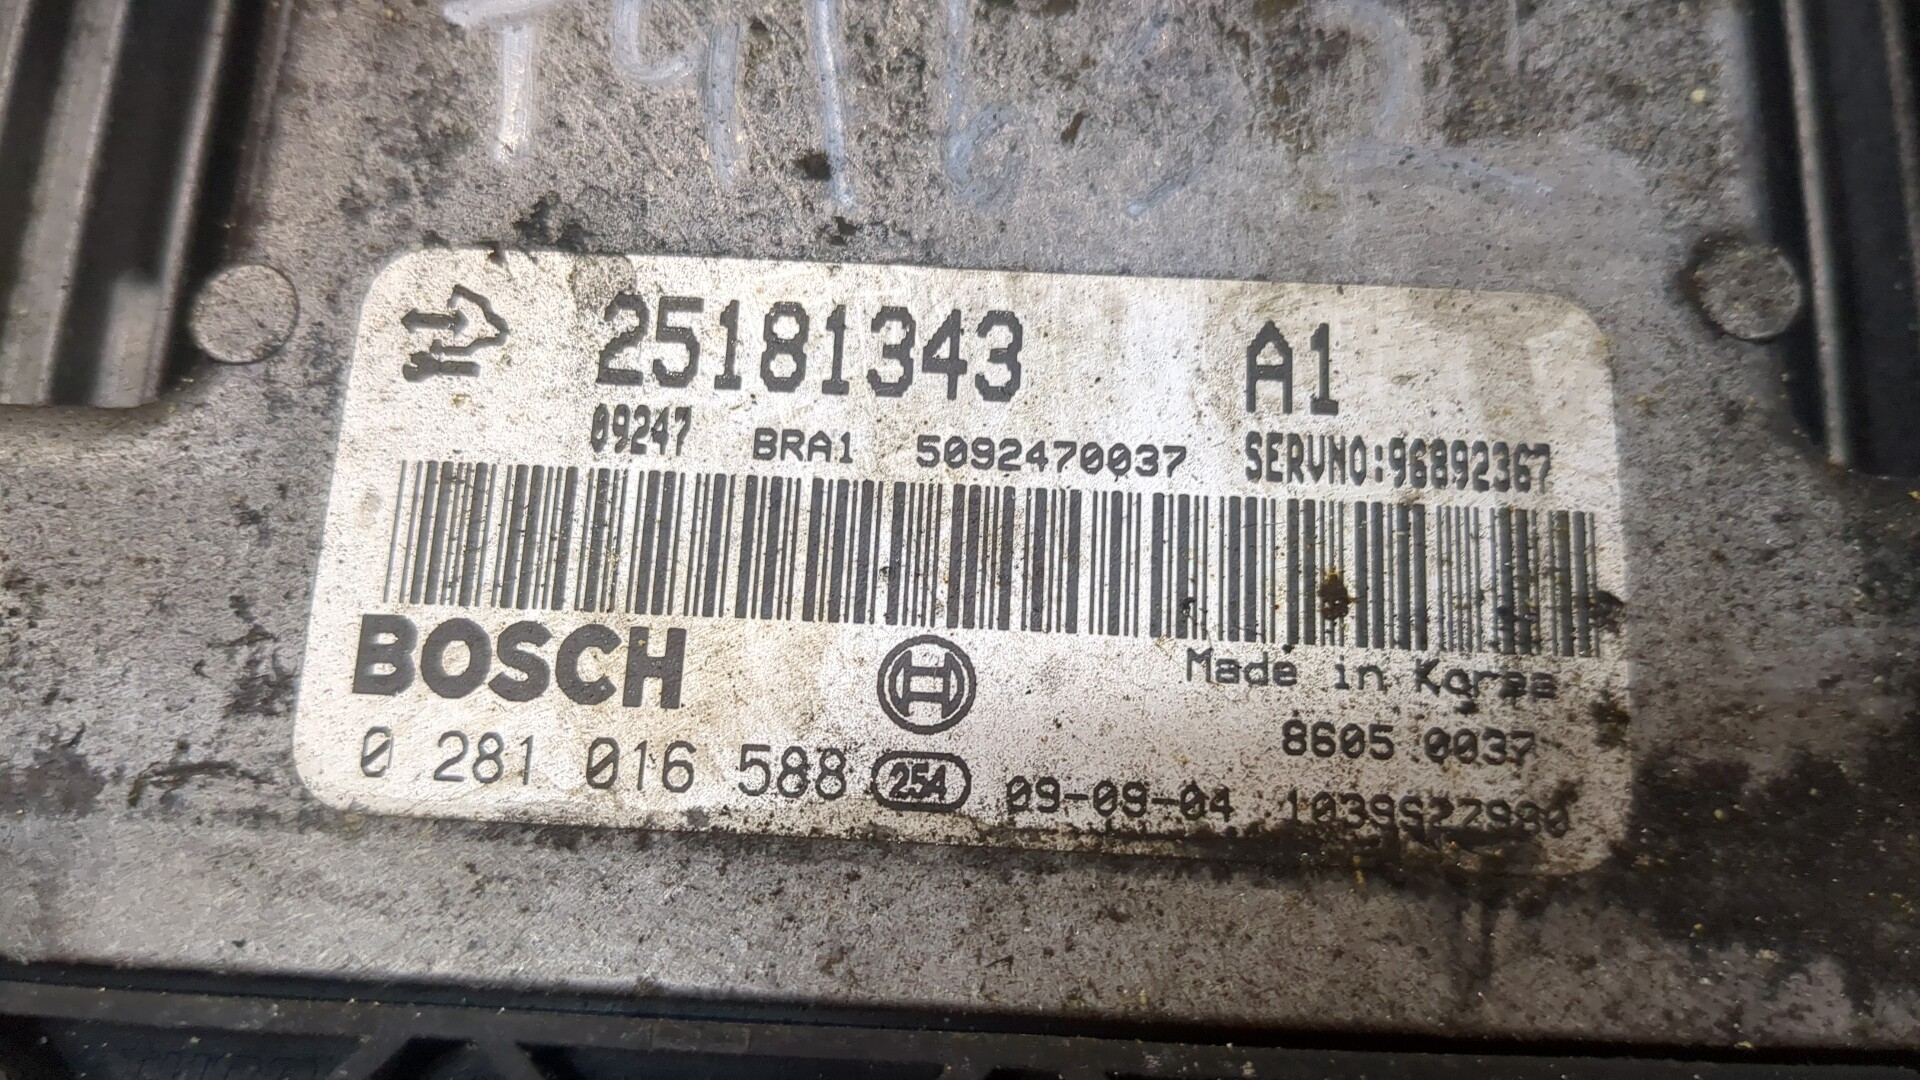 25181343 A1
09247 BRA1 5092470037 SERVNO:96892367
BOSCH
Made in Korea
8605 0037
0 281 016 588 254 09-09-04